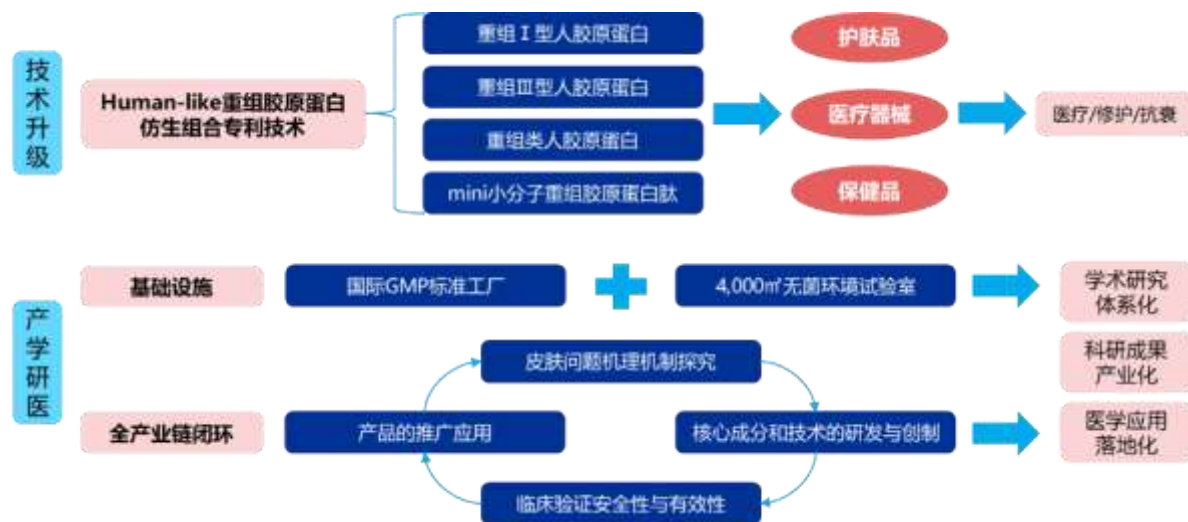 技术升级
Human-like重组胶原蛋白
仿生组合专利技术
重组Ⅰ型人胶原蛋白
重组Ⅲ型人胶原蛋白
重组类人胶原蛋白
mini小分子重组胶原蛋白肽
护肤品
医疗器械
保健品
医疗/修护/抗衰
产学研医
基础设施
国际GMP标准工厂
4,000㎡无菌环境试验室
学术研究
体系化
科研成果
产业化
皮肤问题机理机制探究
全产业链闭环
产品的推广应用
核心成分和技术的研发与创制
医学应用
落地化
临床验证安全性与有效性